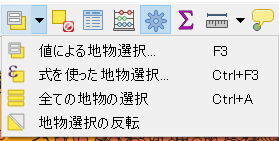 値による地物選択... F3
式を使った地物選択... Ctrl+F3
全ての地物の選択 Ctrl+A
地物選択の反転